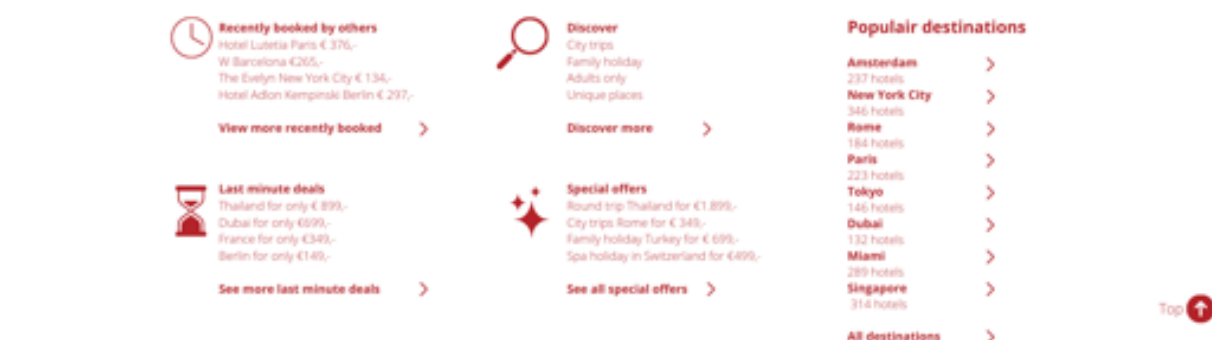 Recently booked by others
Hotel Lutetia Paris € 376,-
W Barcelona €265,-
The Evelyn New York City € 134,-
Hotel Adlon Kempinski Berlin € 297,-
View more recently booked
Discover
City trips
Family holiday
Adults only
Unique places
Discover more
Last minute deals
Thailand for only € 899,-
Dubai for only €699,-
France for only €349,-
Berlin for only €149,-
See more last minute deals
Special offers
Round trip Thailand for €1.899,-
City trips Rome for € 349,-
Family holiday Turkey for € 699,-
Spa holiday in Switzerland for €499,-
See all special offers
Populair destinations
Amsterdam
237 hotels
New York City
346 hotels
Rome
184 hotels
Paris
223 hotels
Tokyo
146 hotels
Dubai
132 hotels
Miami
289 hotels
Singapore
314 hotels
All destinations
Top